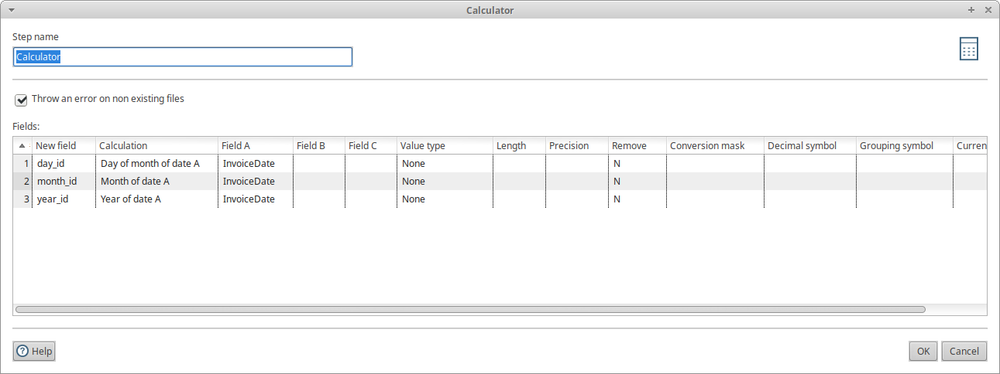 Calculator
Step name
Calculator
Throw an error on non existing files
Fields:
New field Calculation Field A Field B Field C Value type Length Precision Remove Conversion mask Decimal symbol Grouping symbol Curren
1 day_id Day of month of date A InvoiceDate None N
2 month_id Month of date A InvoiceDate None N
3 year_id Year of date A InvoiceDate None N
? Help OK Cancel